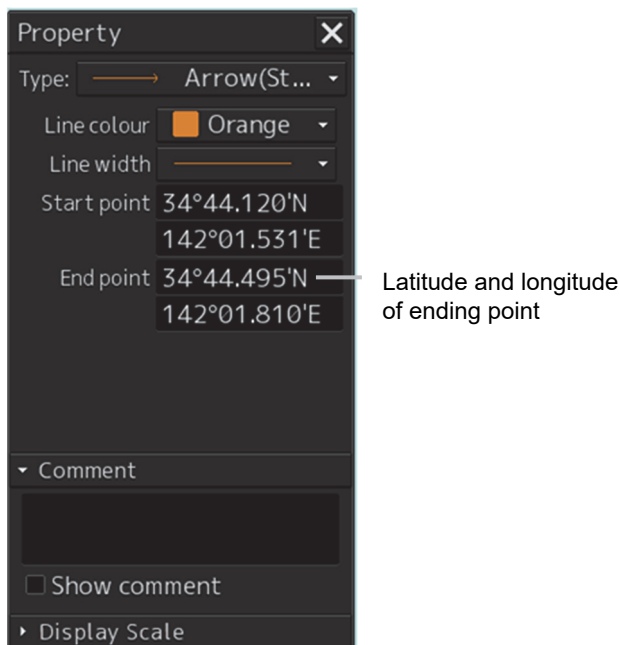 Property
Type: Arrow(St...
Line colour Orange
Line width
Start point 34°44.120'N
142°01.531'E
End point 34°44.495'N
142°01.810'E
Latitude and longitude
of ending point
Comment
Show comment
Display Scale